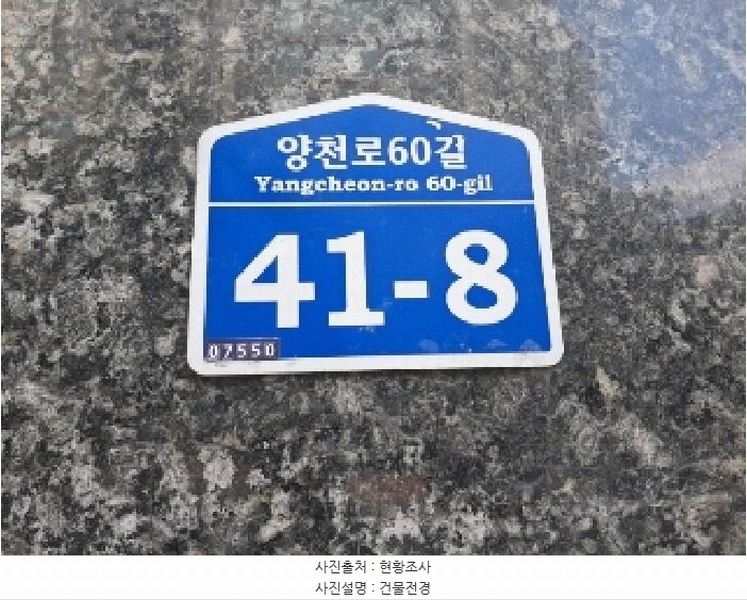 양천로60길
Yangcheon-ro 60-gil
41-8
07550
사진출처 : 현황조사
사진설명 : 건물전경